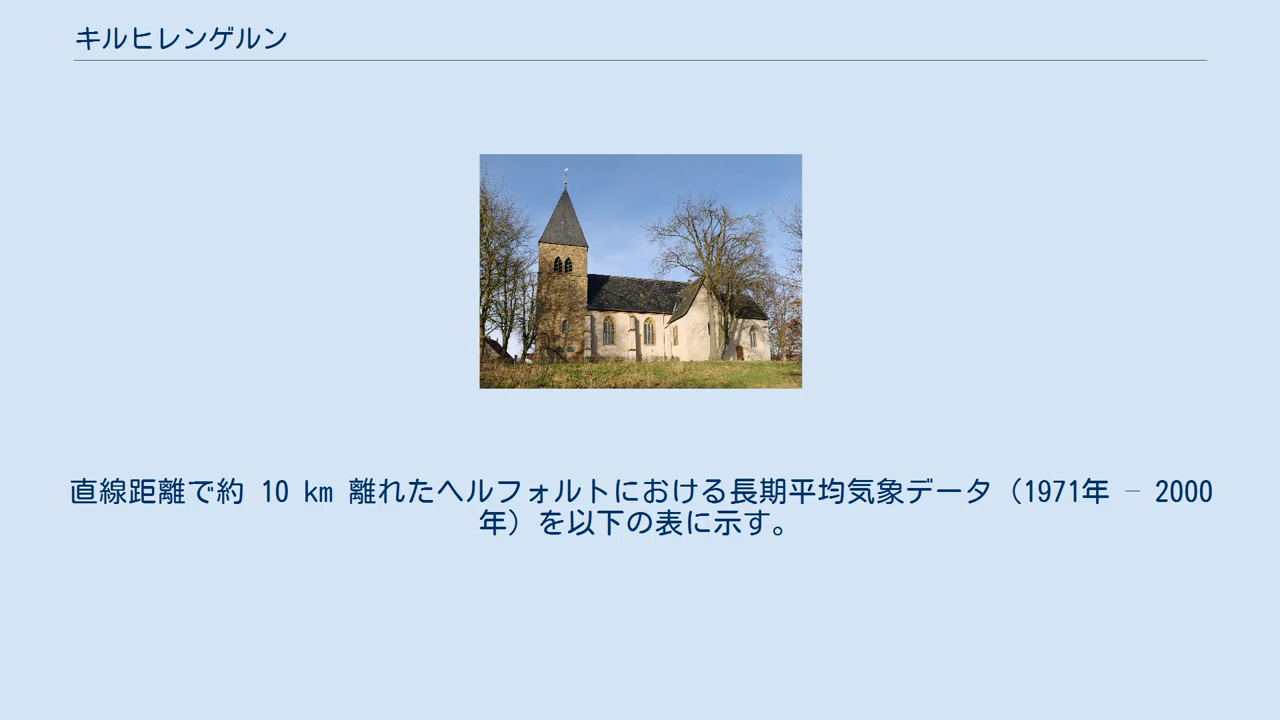 キルヒレンゲルン
直線距離で約 10 km 離れたヘルフォルトにおける長期平均気象データ（1971年 – 2000
年）を以下の表に示す。